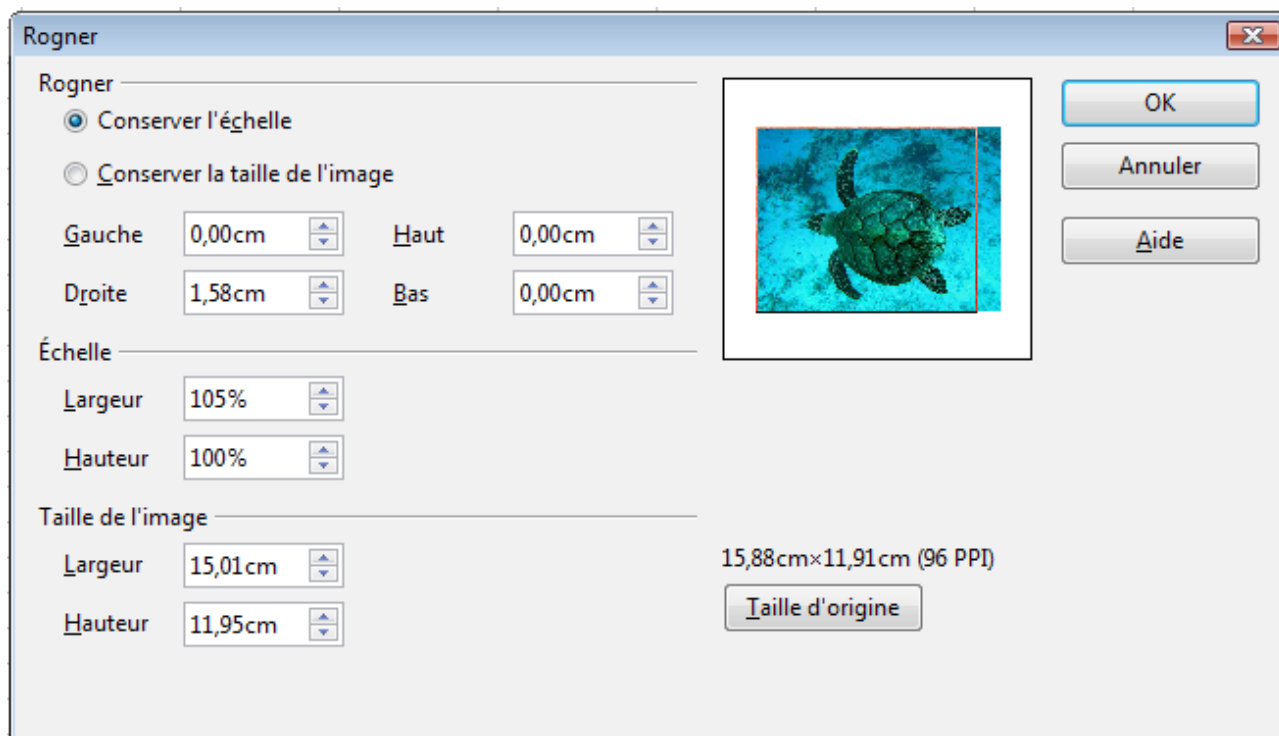 Rogner
Rogner
Conserver l'échelle
Conserver la taille de l'image
Gauche 0,00cm Haut 0,00cm
Droite 1,58cm Bas 0,00cm
Échelle
Largeur 105%
Hauteur 100%
Taille de l'image
Largeur 15,01cm
Hauteur 11,95cm
15,88cm×11,91cm (96 PPI)
Taille d'origine
OK
Annuler
Aide